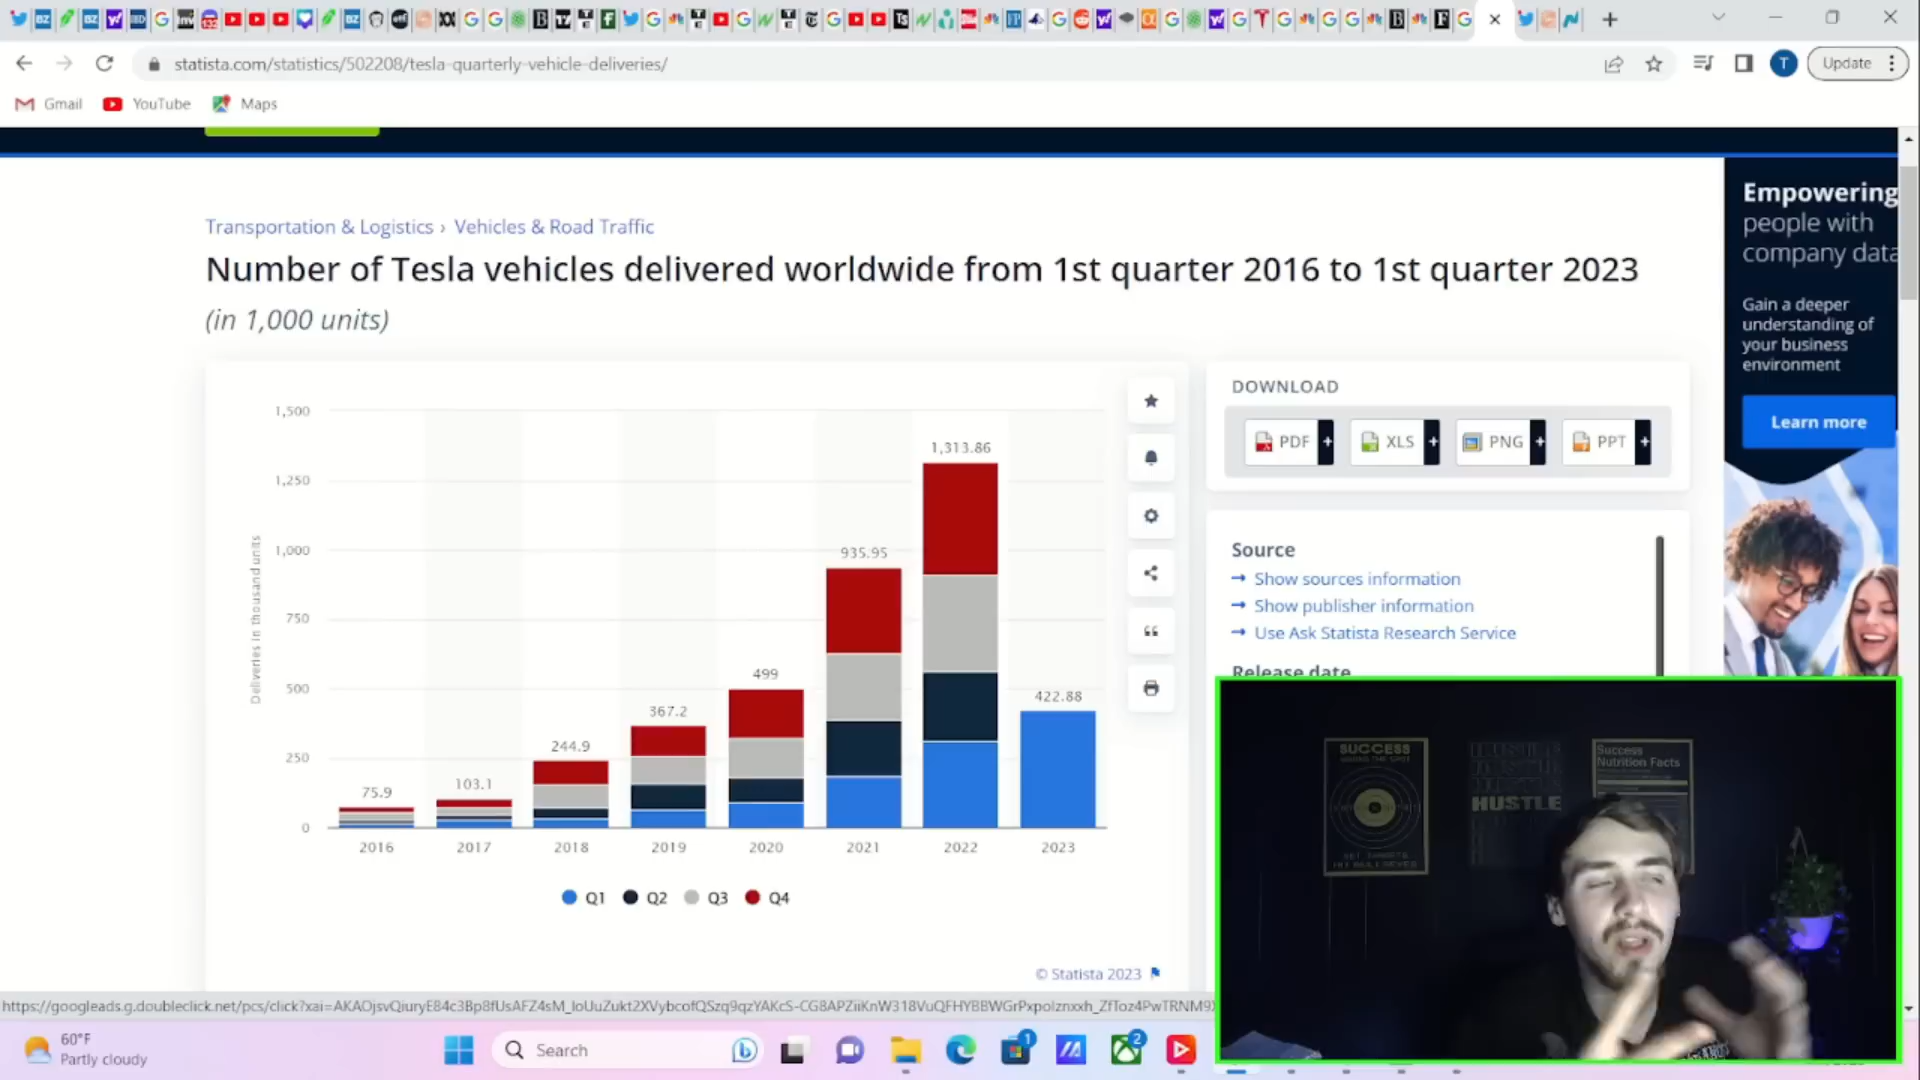 statista.com/statistics/502208/tesla-quarterly-vehicle-deliveries/
T
Update
Gmail
YouTube
Maps
Transportation & Logistics › Vehicles & Road Traffic
Number of Tesla vehicles delivered worldwide from 1st quarter 2016 to 1st quarter 2023
(in 1,000 units)
Deliveries in thousand units
1,500
1,250
1,000
750
500
250
0
75.9
103.1
244.9
367.2
499
935.95
1,313.86
422.88
2016
2017
2018
2019
2020
2021
2022
2023
Q1
Q2
Q3
Q4
© Statista 2023
DOWNLOAD
PDF +
XLS +
PNG +
PPT +
Source
Show sources information
Show publisher information
Use Ask Statista Research Service
Release date
Empowering
people with
company data
Gain a deeper
understanding of
your business
environment
Learn more
SUCCESS
HUSTLE
Success
Nutrition Facts
60°F
Partly cloudy
Search
1
2